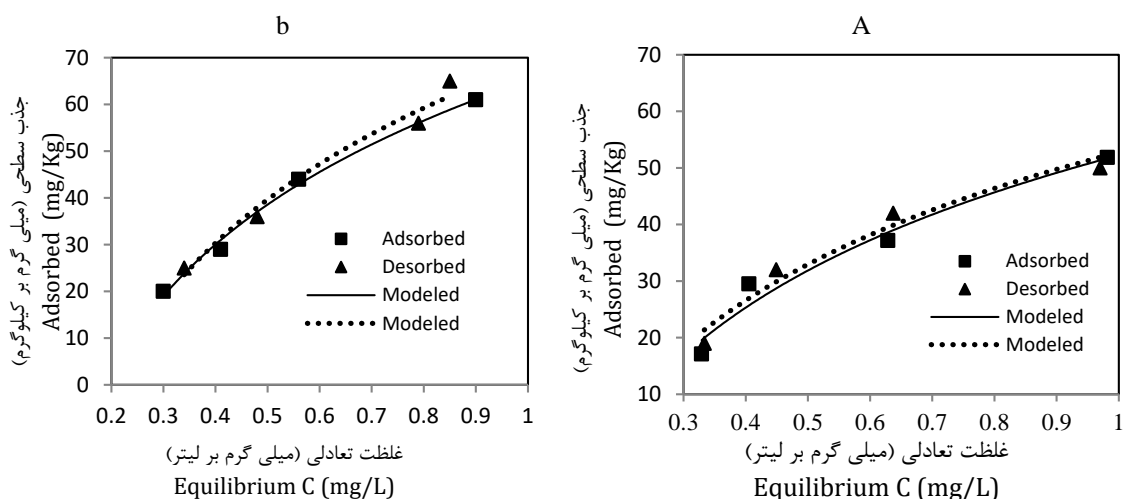 b
70
60
50
40
30
20
10
0
0.2 0.3 0.4 0.5 0.6 0.7 0.8 0.9 1
جذب سطحی (میلی گرم بر کیلوگرم)
Adsorbed (mg/Kg)
Adsorbed
Desorbed
Modeled
Modeled
غلظت تعادلی (میلی گرم بر لیتر)
Equilibrium C (mg/L)
A
70
60
50
40
30
20
10
0.3 0.4 0.5 0.6 0.7 0.8 0.9 1
جذب سطحی (میلی گرم بر کیلوگرم)
Adsorbed (mg/Kg)
Adsorbed
Desorbed
Modeled
Modeled
غلظت تعادلی (میلی گرم بر لیتر)
Equilibrium C (mg/L)